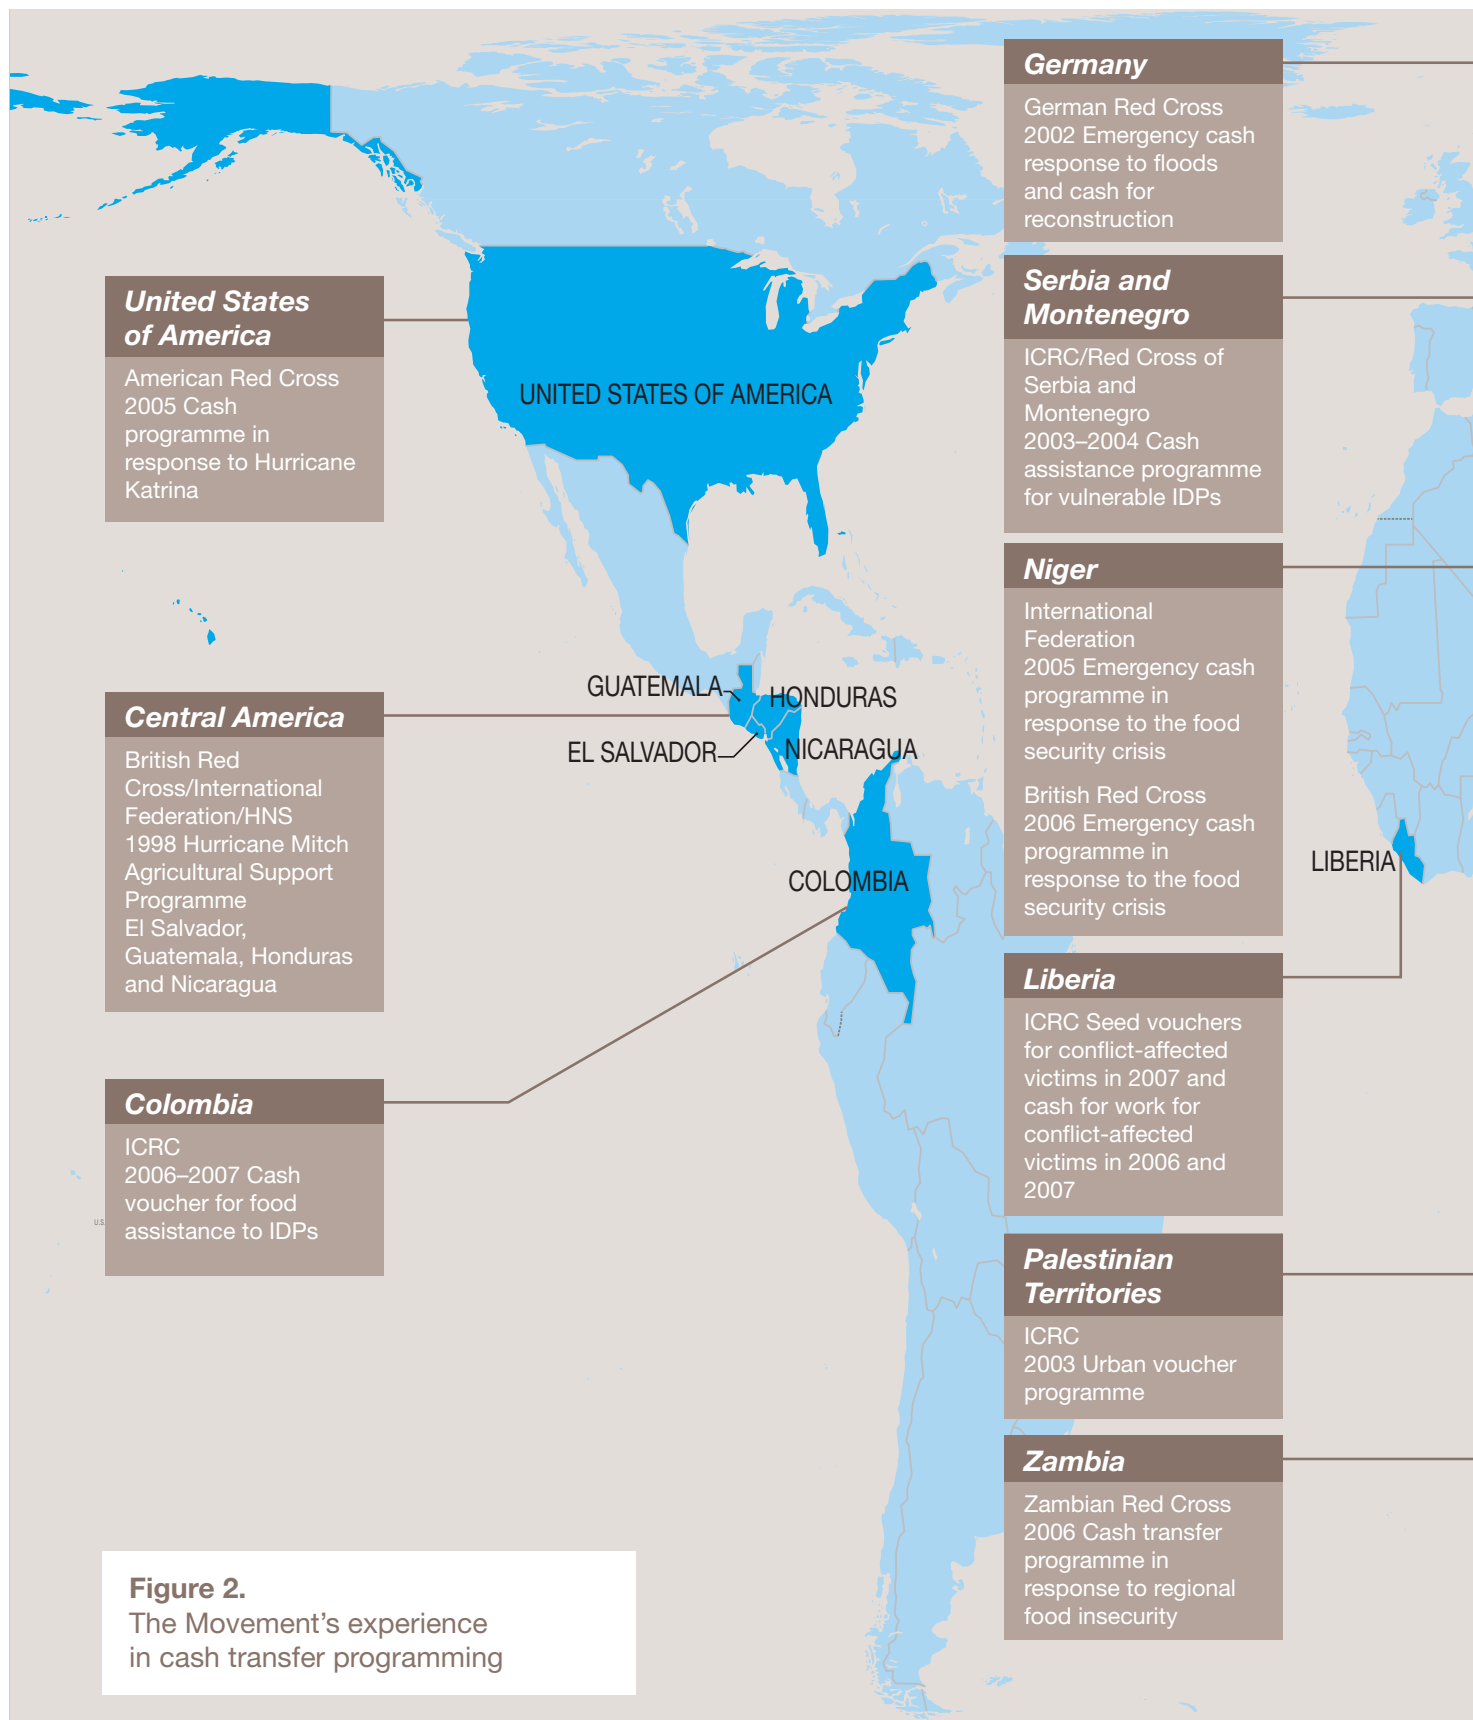 United States
of America
American Red Cross
2005 Cash
programme in
response to Hurricane
Katrina
Central America
British Red
Cross/International
Federation/HNS
1998 Hurricane Mitch
Agricultural Support
Programme
El Salvador,
Guatemala, Honduras
and Nicaragua
Colombia
ICRC
2006–2007 Cash
voucher for food
assistance to IDPs
U.S.
UNITED STATES OF AMERICA
GUATEMALA
HONDURAS
EL SALVADOR
NICARAGUA
COLOMBIA
LIBERIA
Germany
German Red Cross
2002 Emergency cash
response to floods
and cash for
reconstruction
Serbia and
Montenegro
ICRC/Red Cross of
Serbia and
Montenegro
2003–2004 Cash
assistance programme
for vulnerable IDPs
Niger
International
Federation
2005 Emergency cash
programme in
response to the food
security crisis
British Red Cross
2006 Emergency cash
programme in
response to the food
security crisis
Liberia
ICRC Seed vouchers
for conflict-affected
victims in 2007 and
cash for work for
conflict-affected
victims in 2006 and
2007
Palestinian
Territories
ICRC
2003 Urban voucher
programme
Zambia
Zambian Red Cross
2006 Cash transfer
programme in
response to regional
food insecurity
Figure 2.
The Movement’s experience
in cash transfer programming